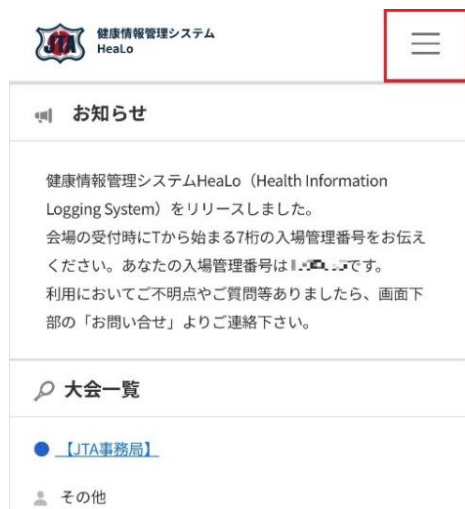 JTA
健康情報管理システム
HeaLo
お知らせ
健康情報管理システムHeaLo（Health Information
Logging System）をリリースしました。
会場の受付時にTから始まる7桁の入場管理番号をお伝え
ください。あなたの入場管理番号は です。
利用においてご不明点やご質問等ありましたら、画面下
部の「お問い合せ」よりご連絡下さい。
大会一覧
【JTA事務局】
その他